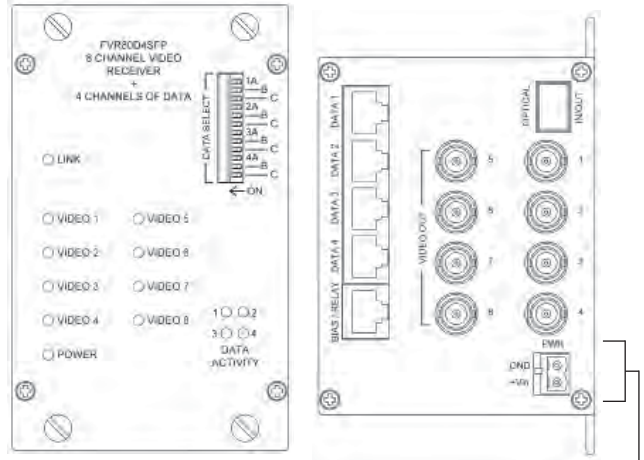 FVR80D4SFP
8 CHANNEL VIDEO
RECEIVER
+
4 CHANNELS OF DATA
DATA SELECT
1A
B
C
2A
B
C
3A
B
C
4A
B
C
ON
LINK
VIDEO 1
VIDEO 5
VIDEO 2
VIDEO 6
VIDEO 3
VIDEO 7
VIDEO 4
VIDEO 8
1
2
3
4
DATA
ACTIVITY
POWER
DATA 1
DATA 2
DATA 3
DATA 4
BIAS / RELAY
VIDEO OUT
OPTICAL
IN/OUT
5
1
6
2
7
3
8
4
PWR
GND
+Vin